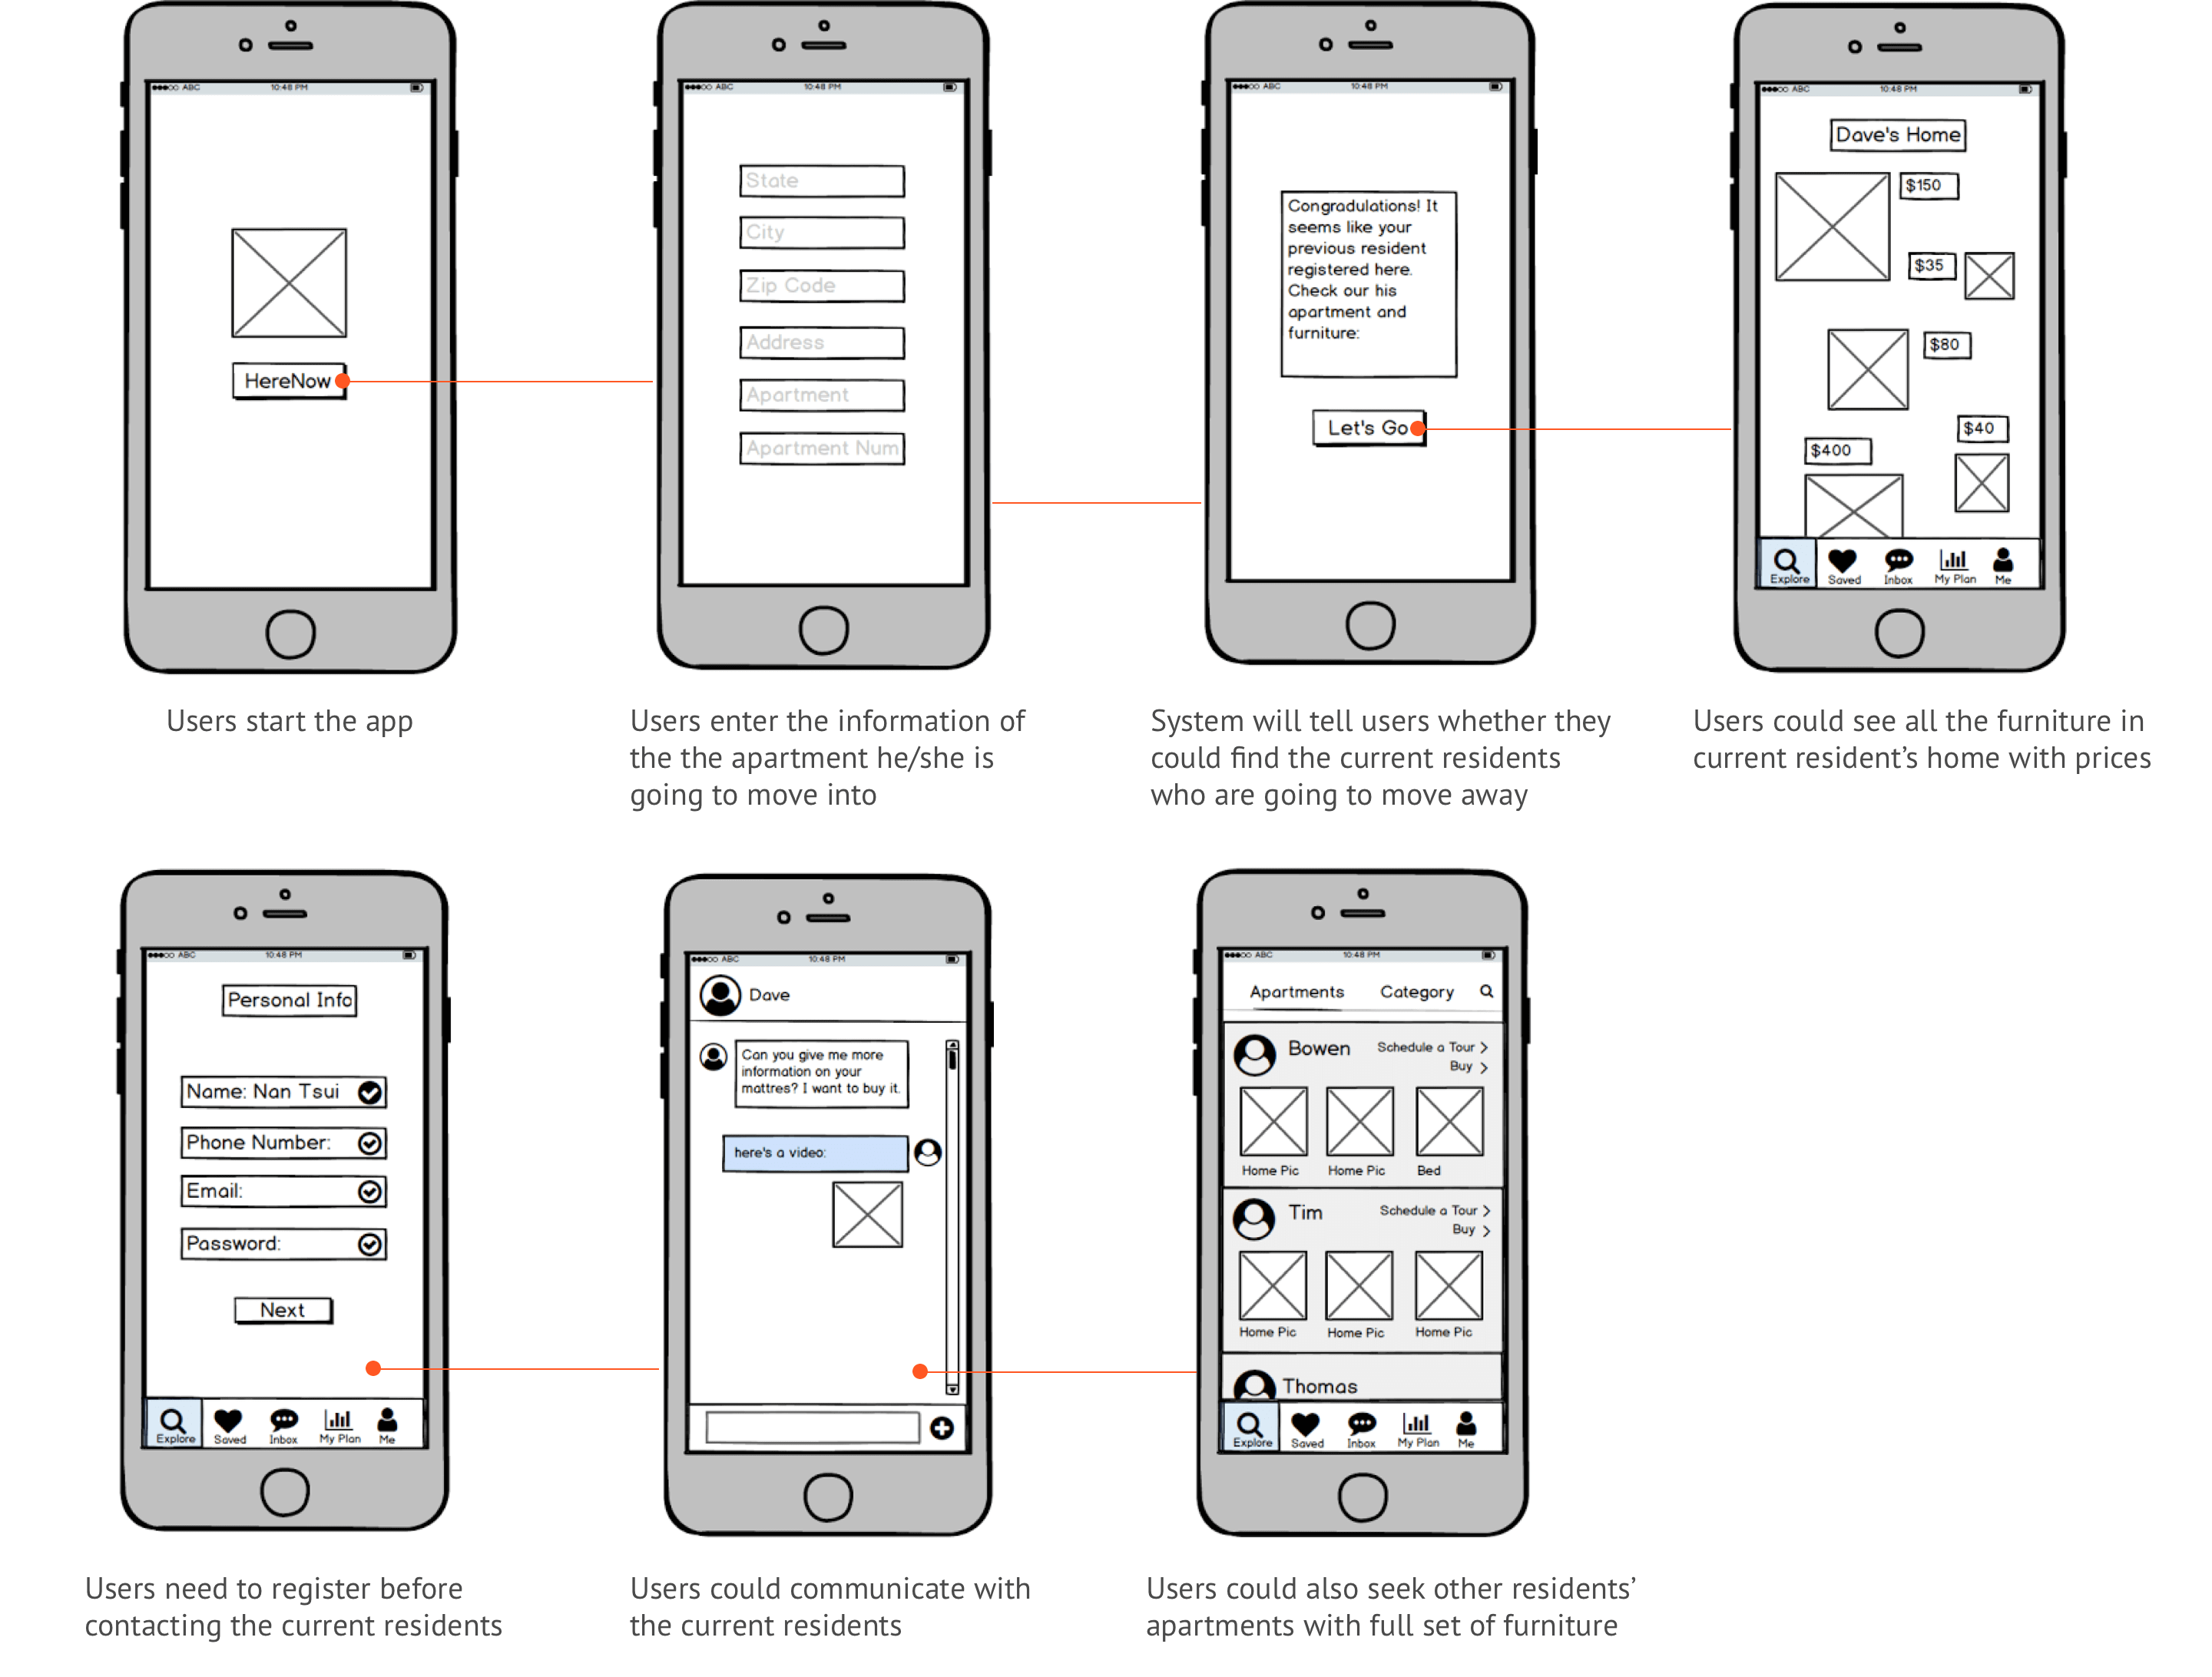 ●●●○○ ABC 10:48 PM
HereNow
Users start the app
●●●○○ ABC 10:48 PM
State
City
Zip Code
Address
Apartment
Apartment Num
Users enter the information of
the the apartment he/she is
going to move into
●●●○○ ABC 10:48 PM
Congradulations! It
seems like your
previous resident
registered here.
Check our his
apartment and
furniture:
Let's Go
System will tell users whether they
could find the current residents
who are going to move away
●●●○○ ABC 10:48 PM
Dave's Home
$150
$35
$80
$40
$400
Explore Saved Inbox My Plan Me
Users could see all the furniture in
current resident’s home with prices
●●●○○ ABC 10:48 PM
Personal Info
Name: Nan Tsui
Phone Number:
Email:
Password:
Next
Explore Saved Inbox My Plan Me
Users need to register before
contacting the current residents
●●●○○ ABC 10:48 PM
Dave
Can you give me more
information on your
mattres? I want to buy it.
here's a video:
Users could communicate with
the current residents
●●●○○ ABC 10:48 PM
Apartments Category
Bowen Schedule a Tour >
Buy >
Home Pic Home Pic Bed
Tim Schedule a Tour >
Buy >
Home Pic Home Pic Home Pic
Thomas
Explore Saved Inbox My Plan Me
Users could also seek other residents’
apartments with full set of furniture